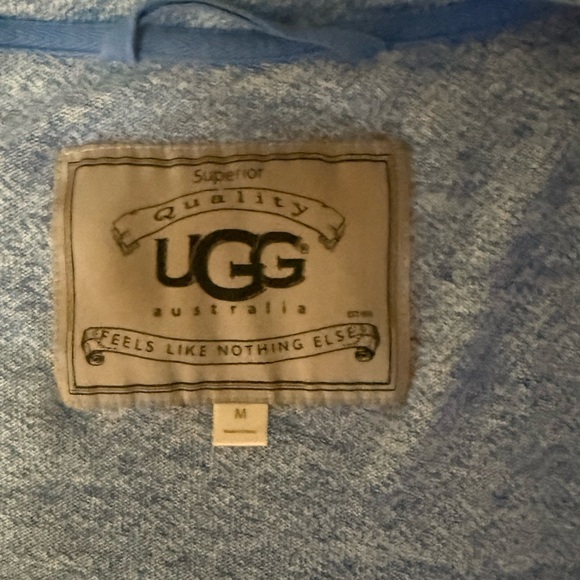 Superior
Quality
UGG®
australia
FEELS LIKE NOTHING ELSE
M